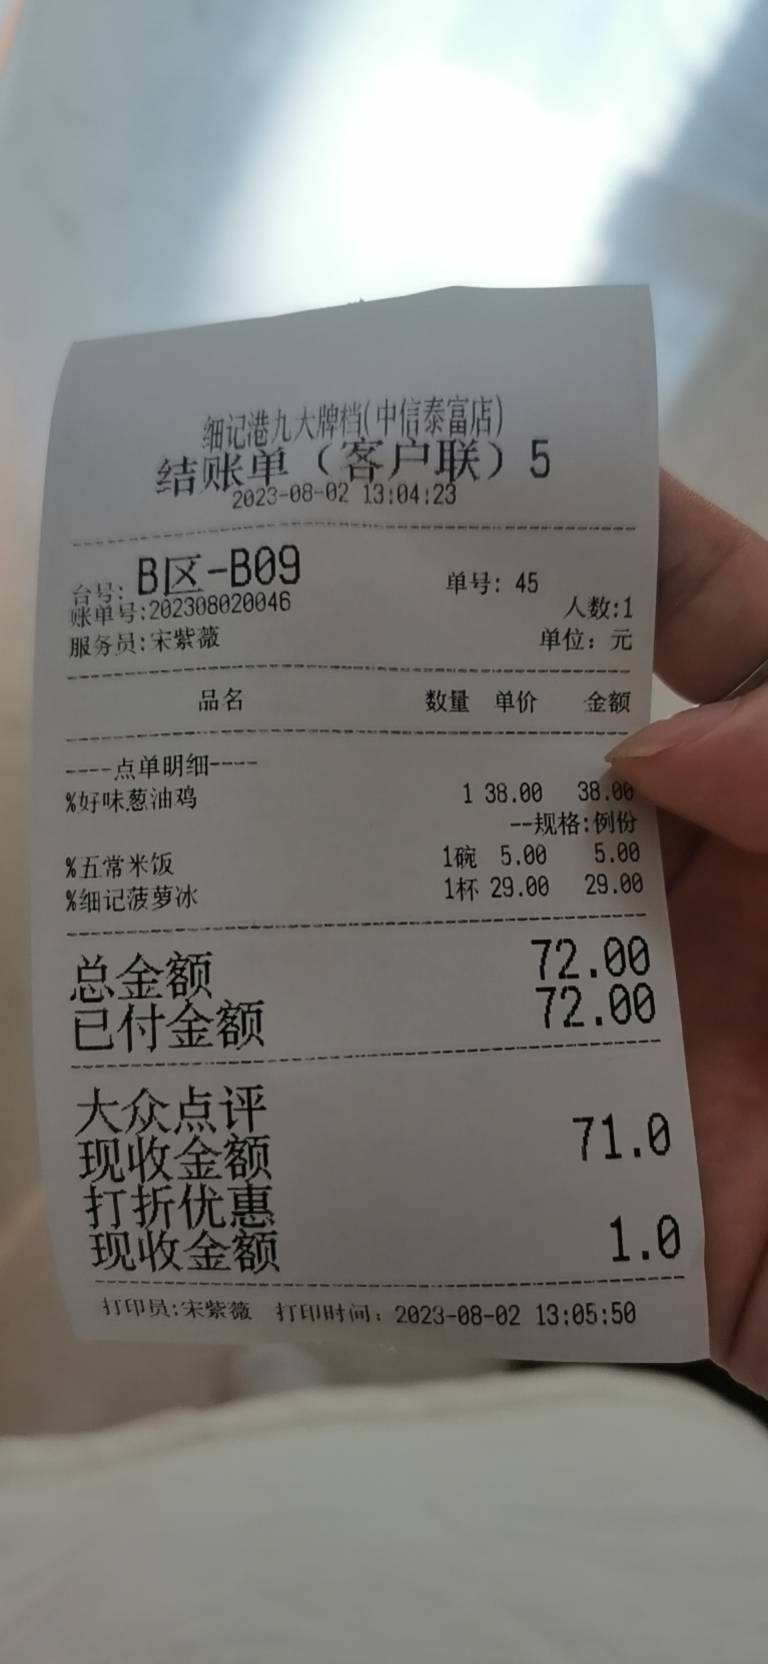 细记港九大牌档(中信泰富店)
结账单（客户联）5
2023-08-02 13:04:23
台号: B区-B09 单号: 45
账单号:202308020046 人数:1
服务员:宋紫薇 单位: 元
品名 数量 单价 金额
----点单明细----
%好味葱油鸡 1 38.00 38.00
--规格:例份
%五常米饭 1碗 5.00 5.00
%细记菠萝冰 1杯 29.00 29.00
总金额 72.00
已付金额 72.00
大众点评
现收金额 71.0
打折优惠
现收金额 1.0
打印员:宋紫薇 打印时间: 2023-08-02 13:05:50